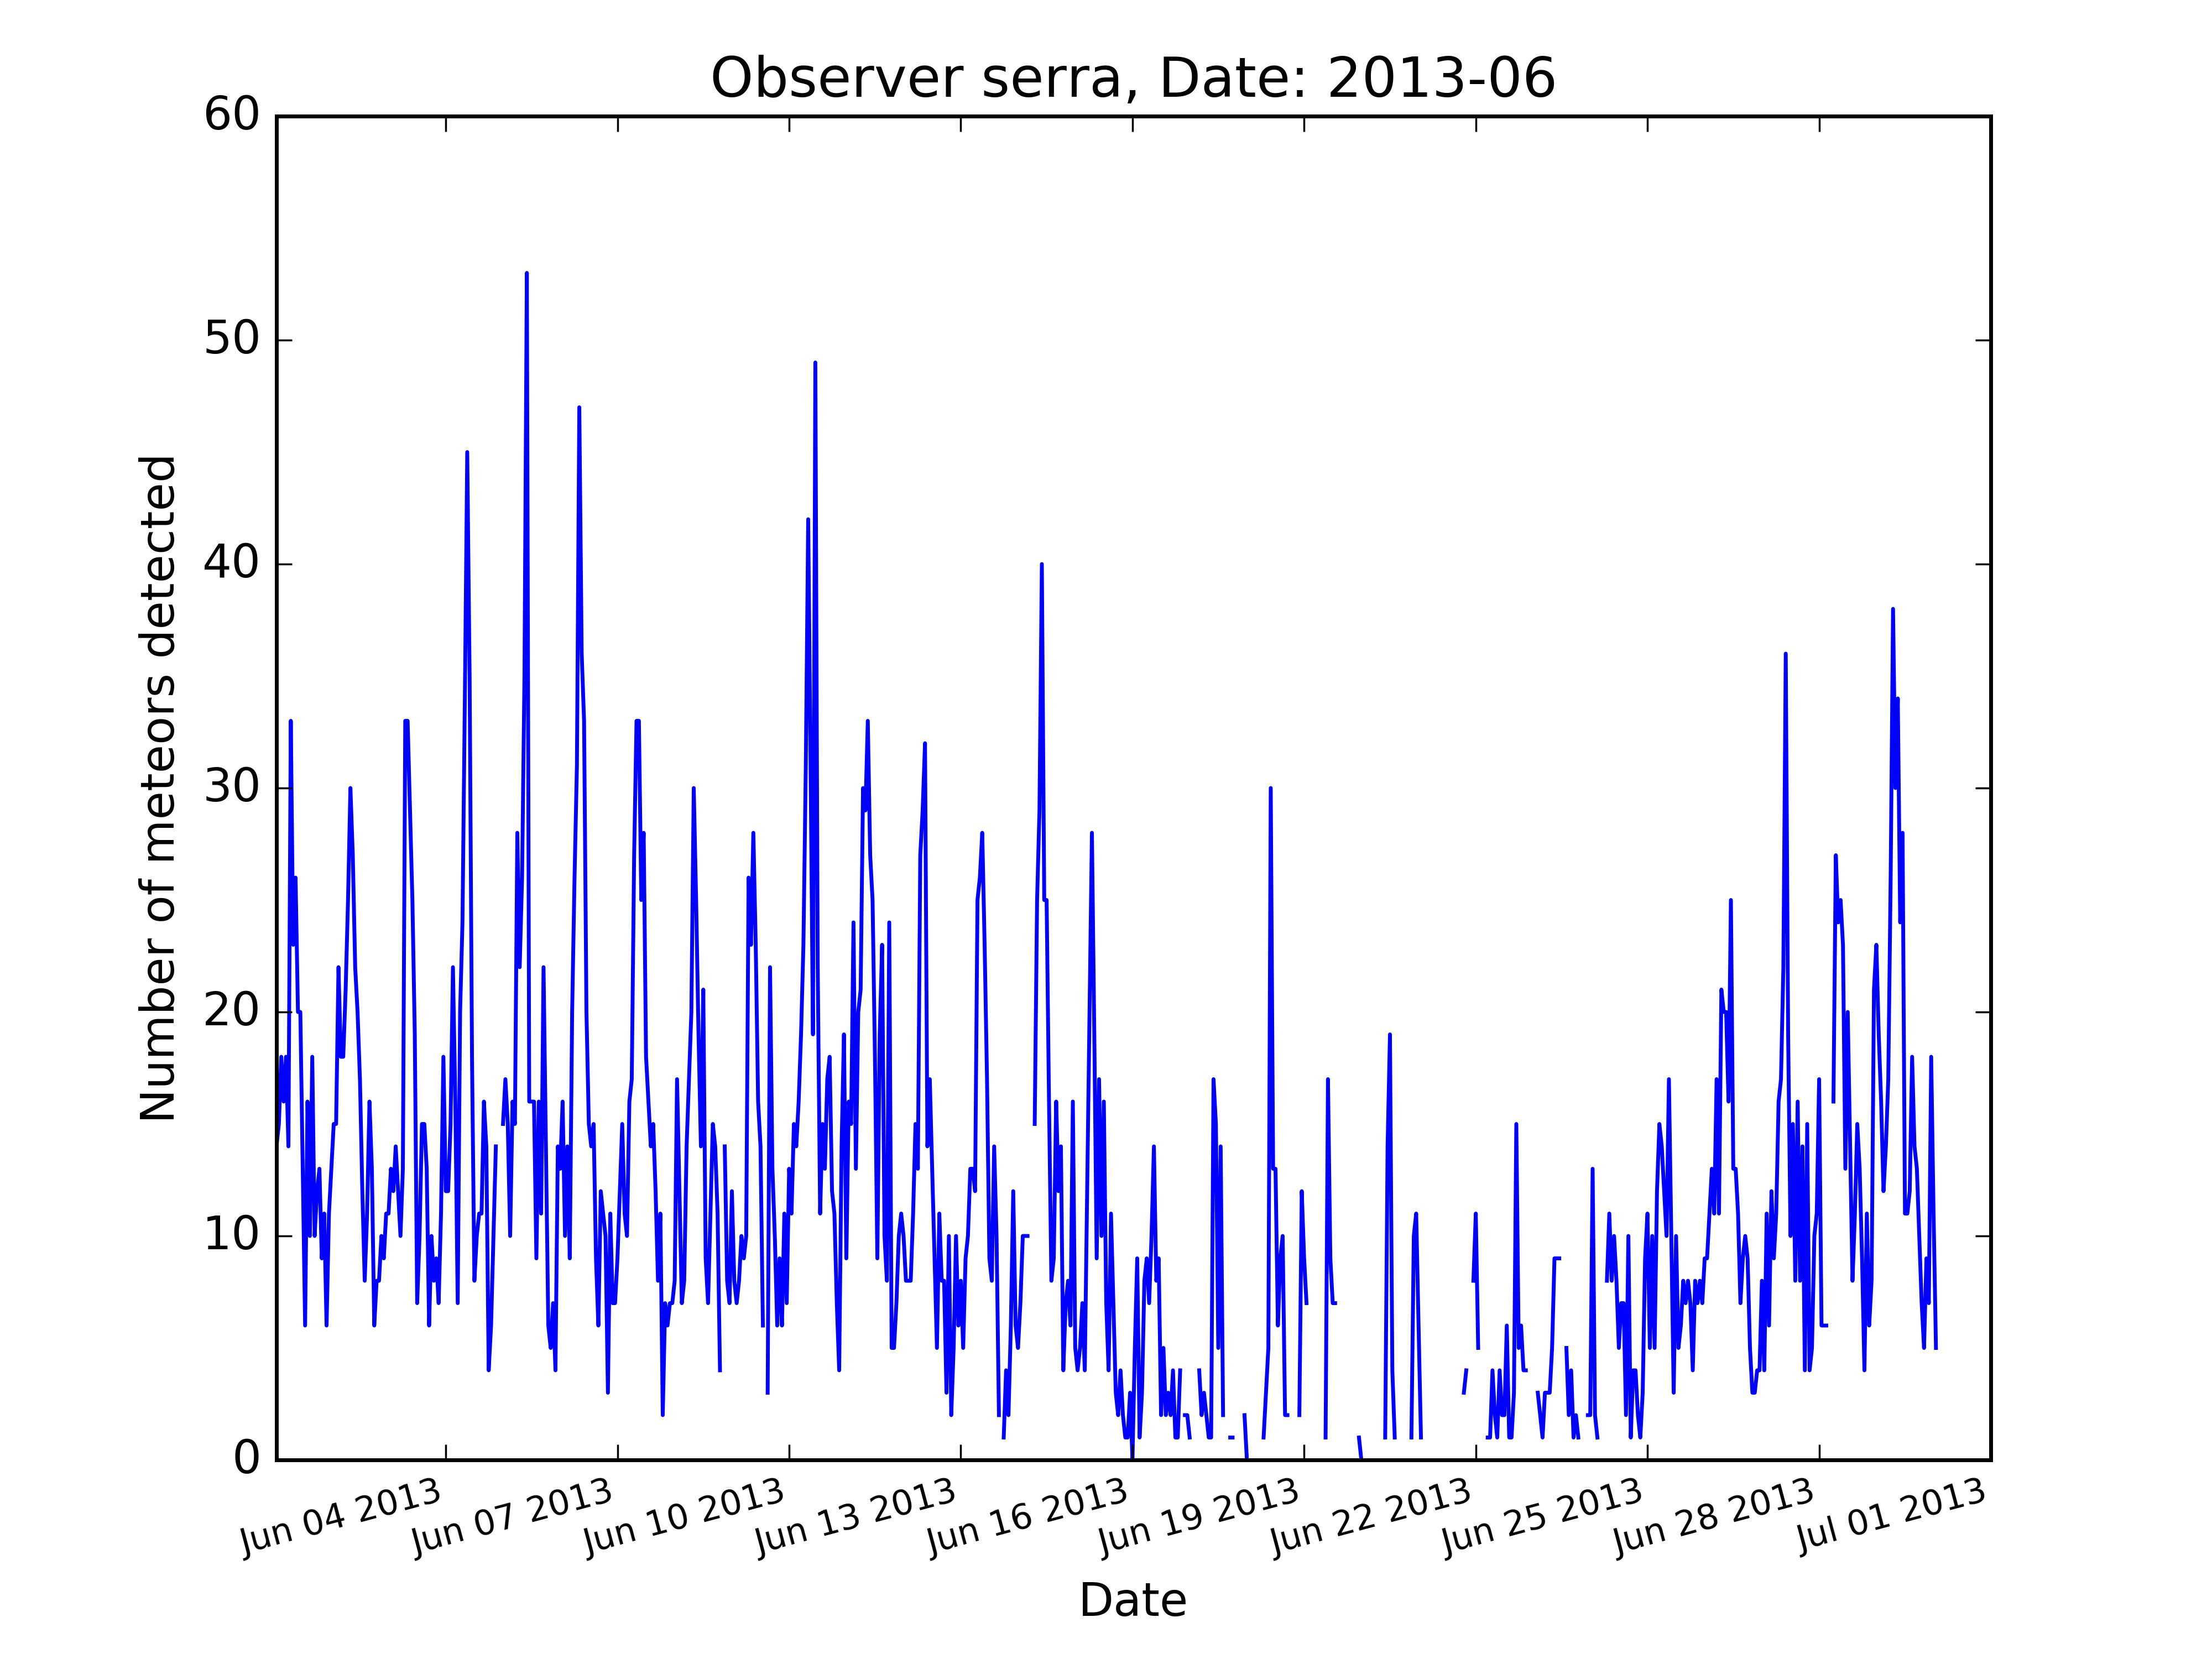 Observer serra, Date: 2013-06
60
50
40
30
20
10
0
Number of meteors detected
Jun 04 2013
Jun 07 2013
Jun 10 2013
Jun 13 2013
Jun 16 2013
Jun 19 2013
Jun 22 2013
Jun 25 2013
Jun 28 2013
Jul 01 2013
Date